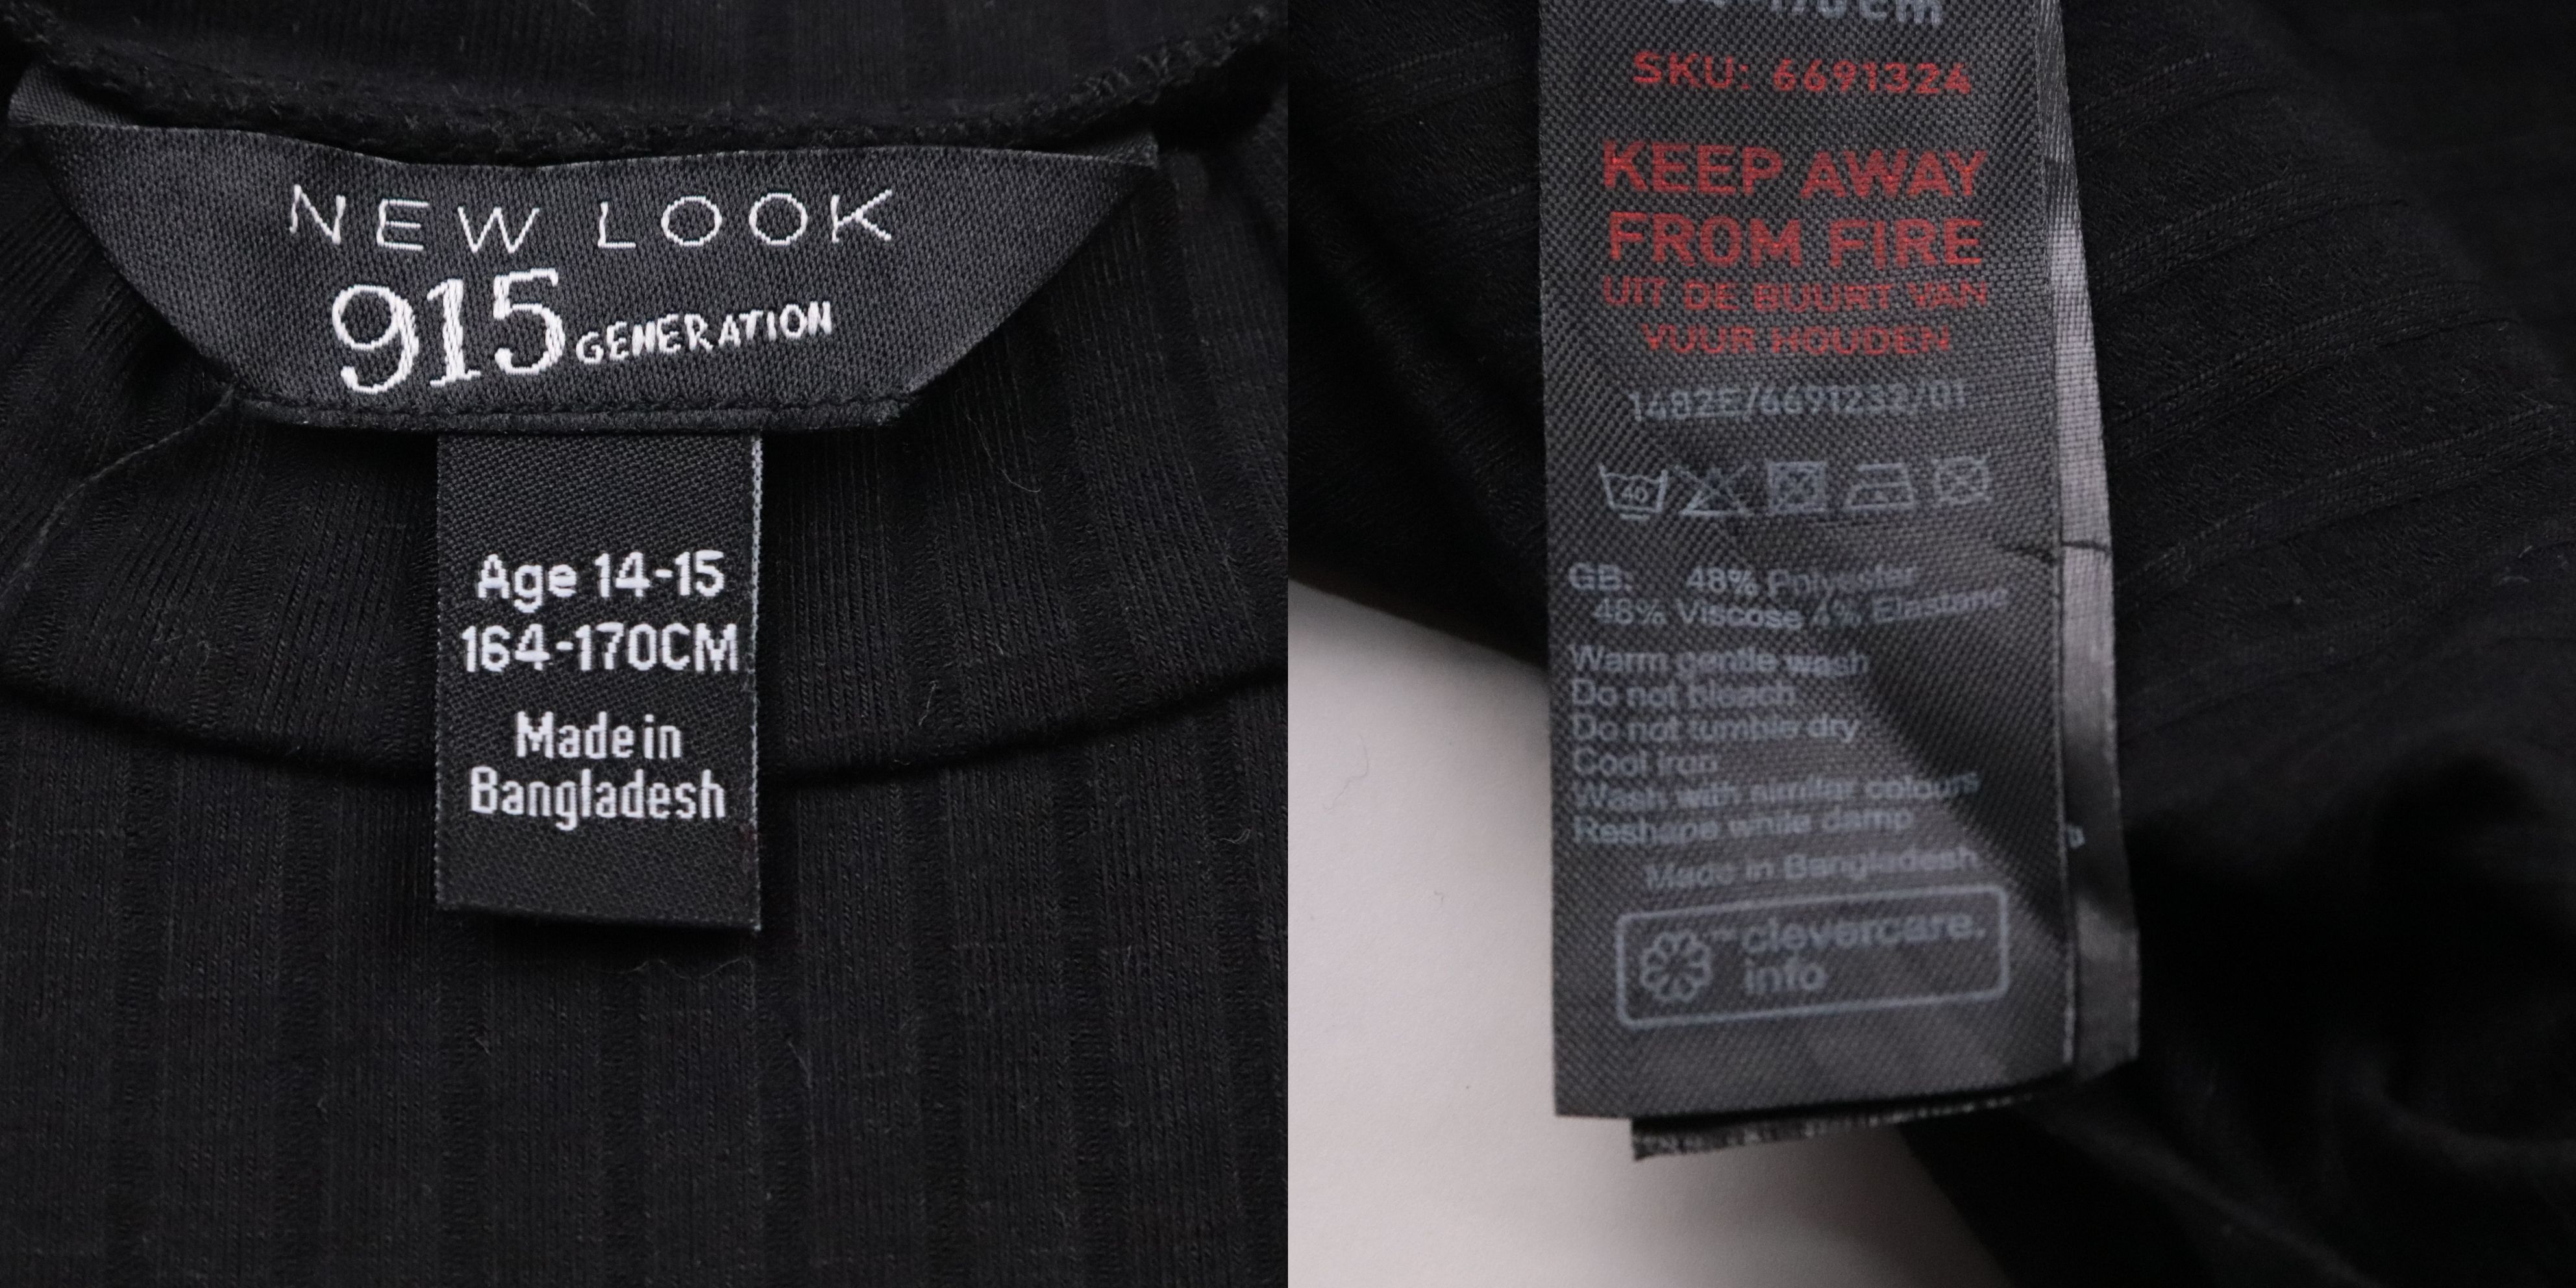 NEW LOOK
915 GENERATION
Age 14-15
164-170CM
Made in
Bangladesh
SKU: 6691324
KEEP AWAY
FROM FIRE
UIT DE BUURT VAN
VUUR HOUDEN
40
GB: 48% Polyester
48% Viscose 4% Elastane
Warm gentle wash
Do not bleach
Do not tumble dry
Cool iron
Wash with similar colours
Reshape while damp
Made in Bangladesh
clevercare.
info